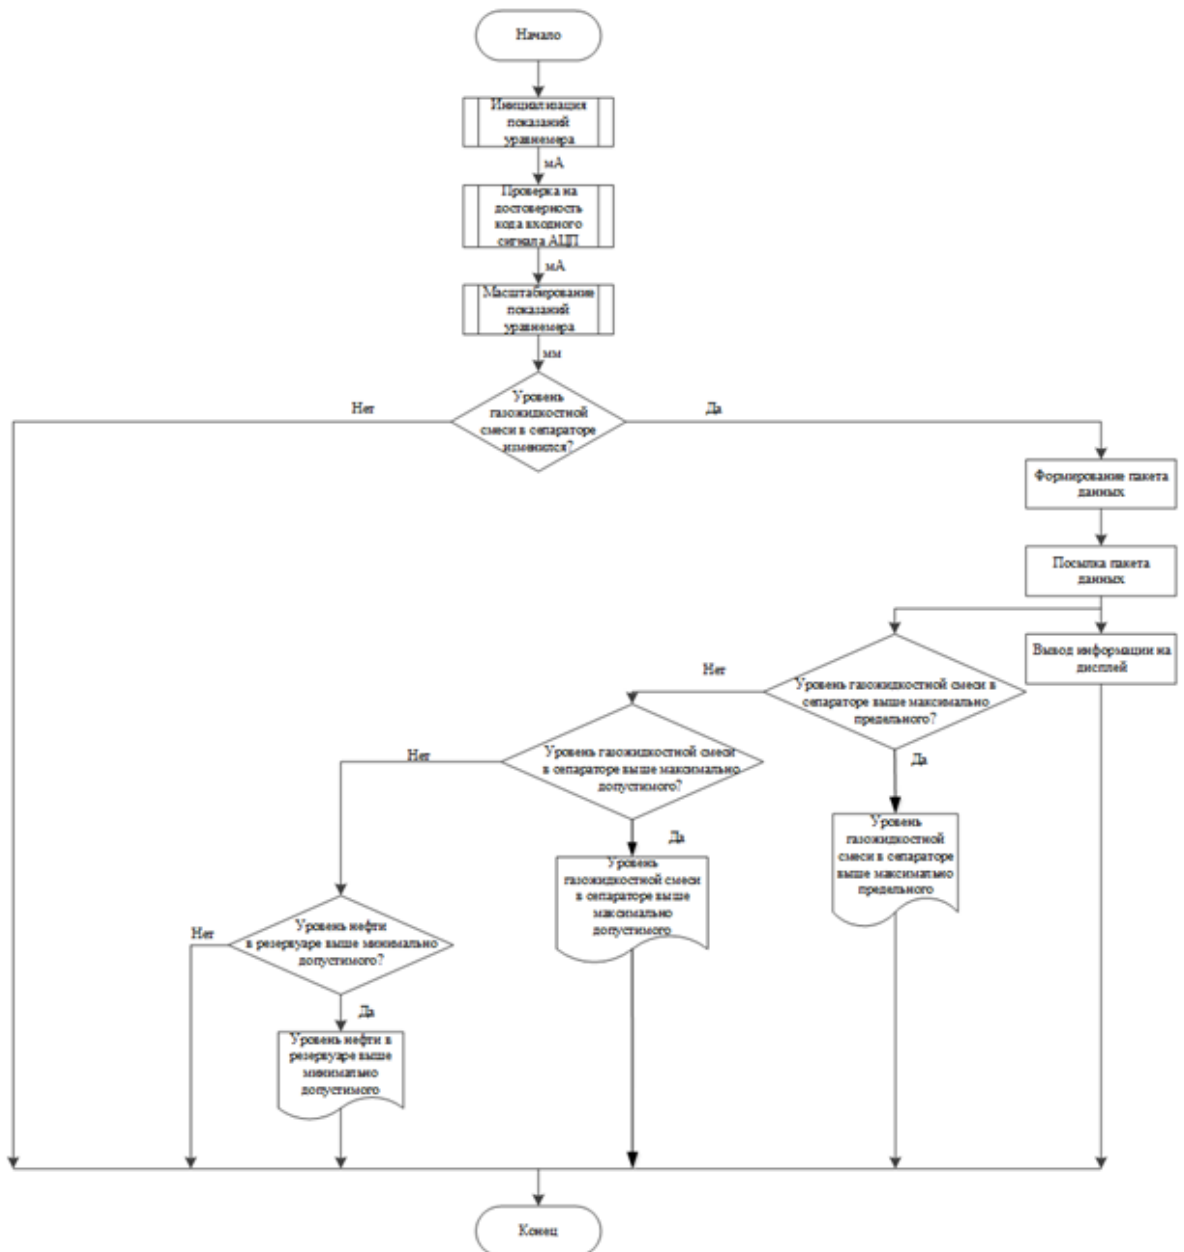 Начало
Инициализация
показаний
уравнемера
мА
Проверка на
достоверность
кода входного
сигнала АЦП
мА
Масштабирование
показаний
уравнемера
мм
Уровень
газожидкостной
смеси в сепараторе
изменился?
Нет
Да
Формирование пакета
данных
Посылка пакета
данных
Вывод информации на
дисплей
Уровень газожидкостной смеси в
сепараторе выше максимально
предельного?
Нет
Да
Уровень газожидкостной смеси
в сепараторе выше максимально
допустимого?
Нет
Да
Уровень
газожидкостной
смеси в сепараторе
выше максимально
предельного
Уровень
газожидкостной смеси
в сепараторе выше
максимально
допустимого
Уровень нефти
в резервуаре выше минимально
допустимого?
Нет
Да
Уровень нефти в
резервуаре выше
минимально
допустимого
Конец